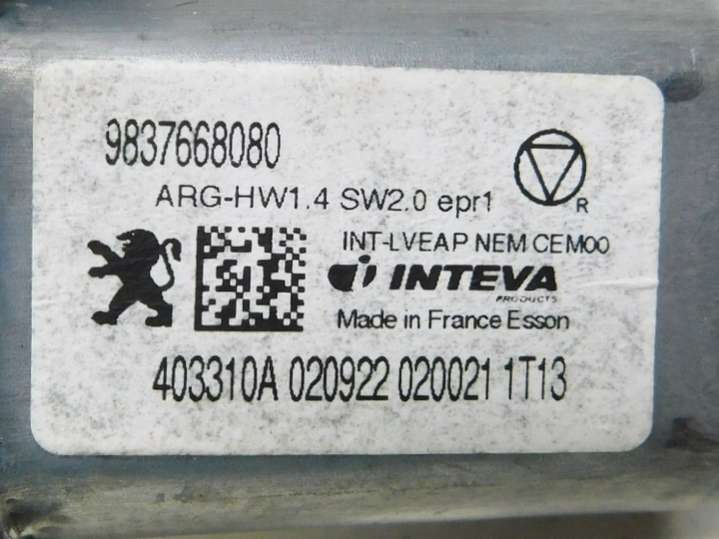 9837668080
ARG-HW1.4 SW2.0 epr1
R
INT-LVEAP NEM CEM00
INTEVA
PRODUCTS
Made in France Esson
403310A 020922 020021 1T13